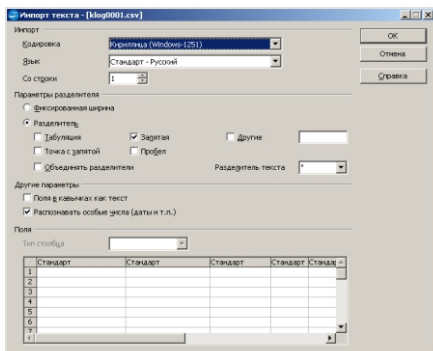 Импорт текста - [klog0001.csv]
Импорт
Кодировка
Кириллица (Windows-1251)
Язык
Стандарт - Русский
Со строки
1
OK
Отмена
Справка
Параметры разделителя
Фиксированная ширина
Разделитель
Табуляция
Запятая
Другие
Точка с запятой
Пробел
Объединять разделители
Разделитель текста
Другие параметры
Поля в кавычках как текст
Распознавать особые числа (даты и т.п.)
Поля
Тип столбца
Стандарт Стандарт Стандарт Стандарт Стандар
1
2
3
4
5
6
7